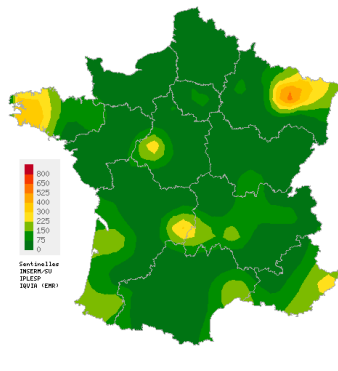 800
650
525
400
300
225
150
75
0
Sentinelles
INSERM/SU
IPLESP
IQVIA (EMR)